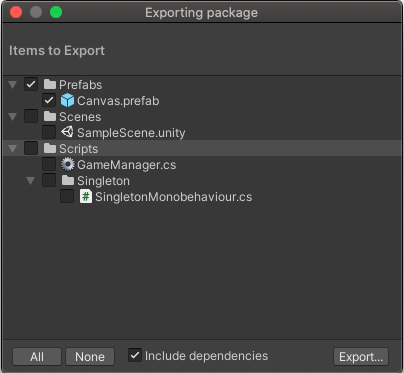 Exporting package
Items to Export
Prefabs
Canvas.prefab
Scenes
SampleScene.unity
Scripts
GameManager.cs
Singleton
# SingletonMonobehaviour.cs
All None Include dependencies Export...